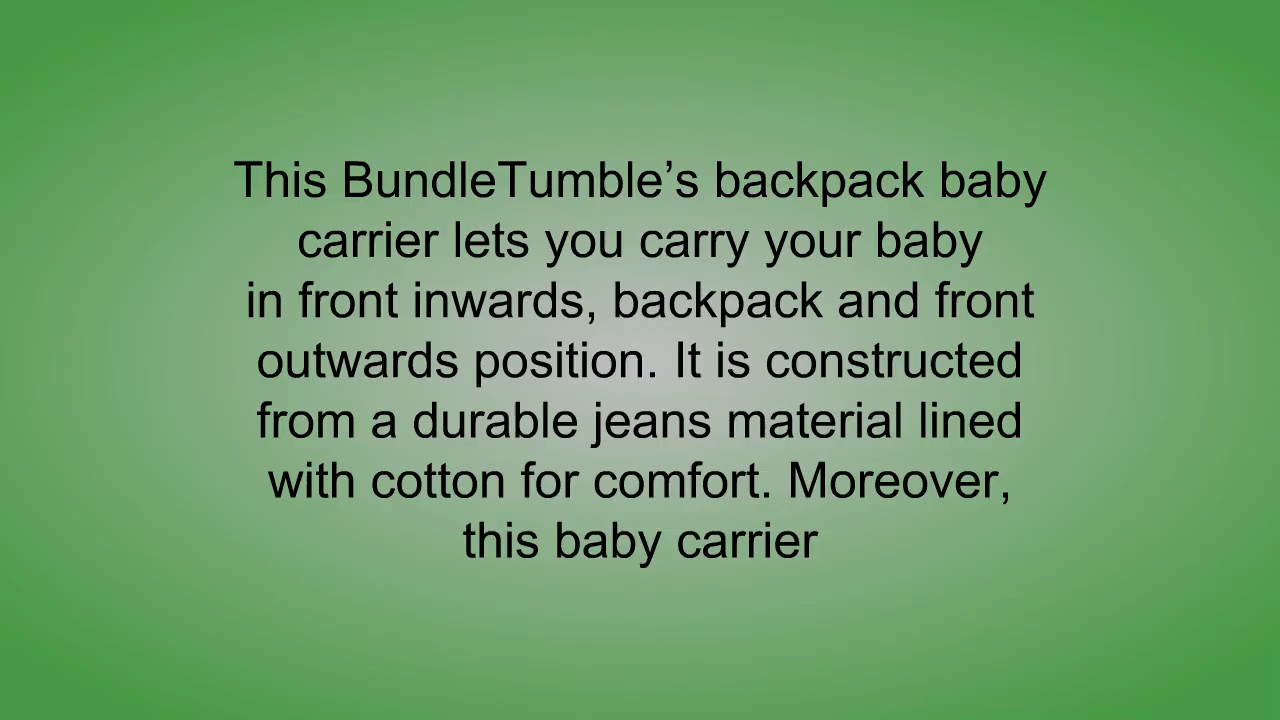 This BundleTumble’s backpack baby
carrier lets you carry your baby
in front inwards, backpack and front
outwards position. It is constructed
from a durable jeans material lined
with cotton for comfort. Moreover,
this baby carrier